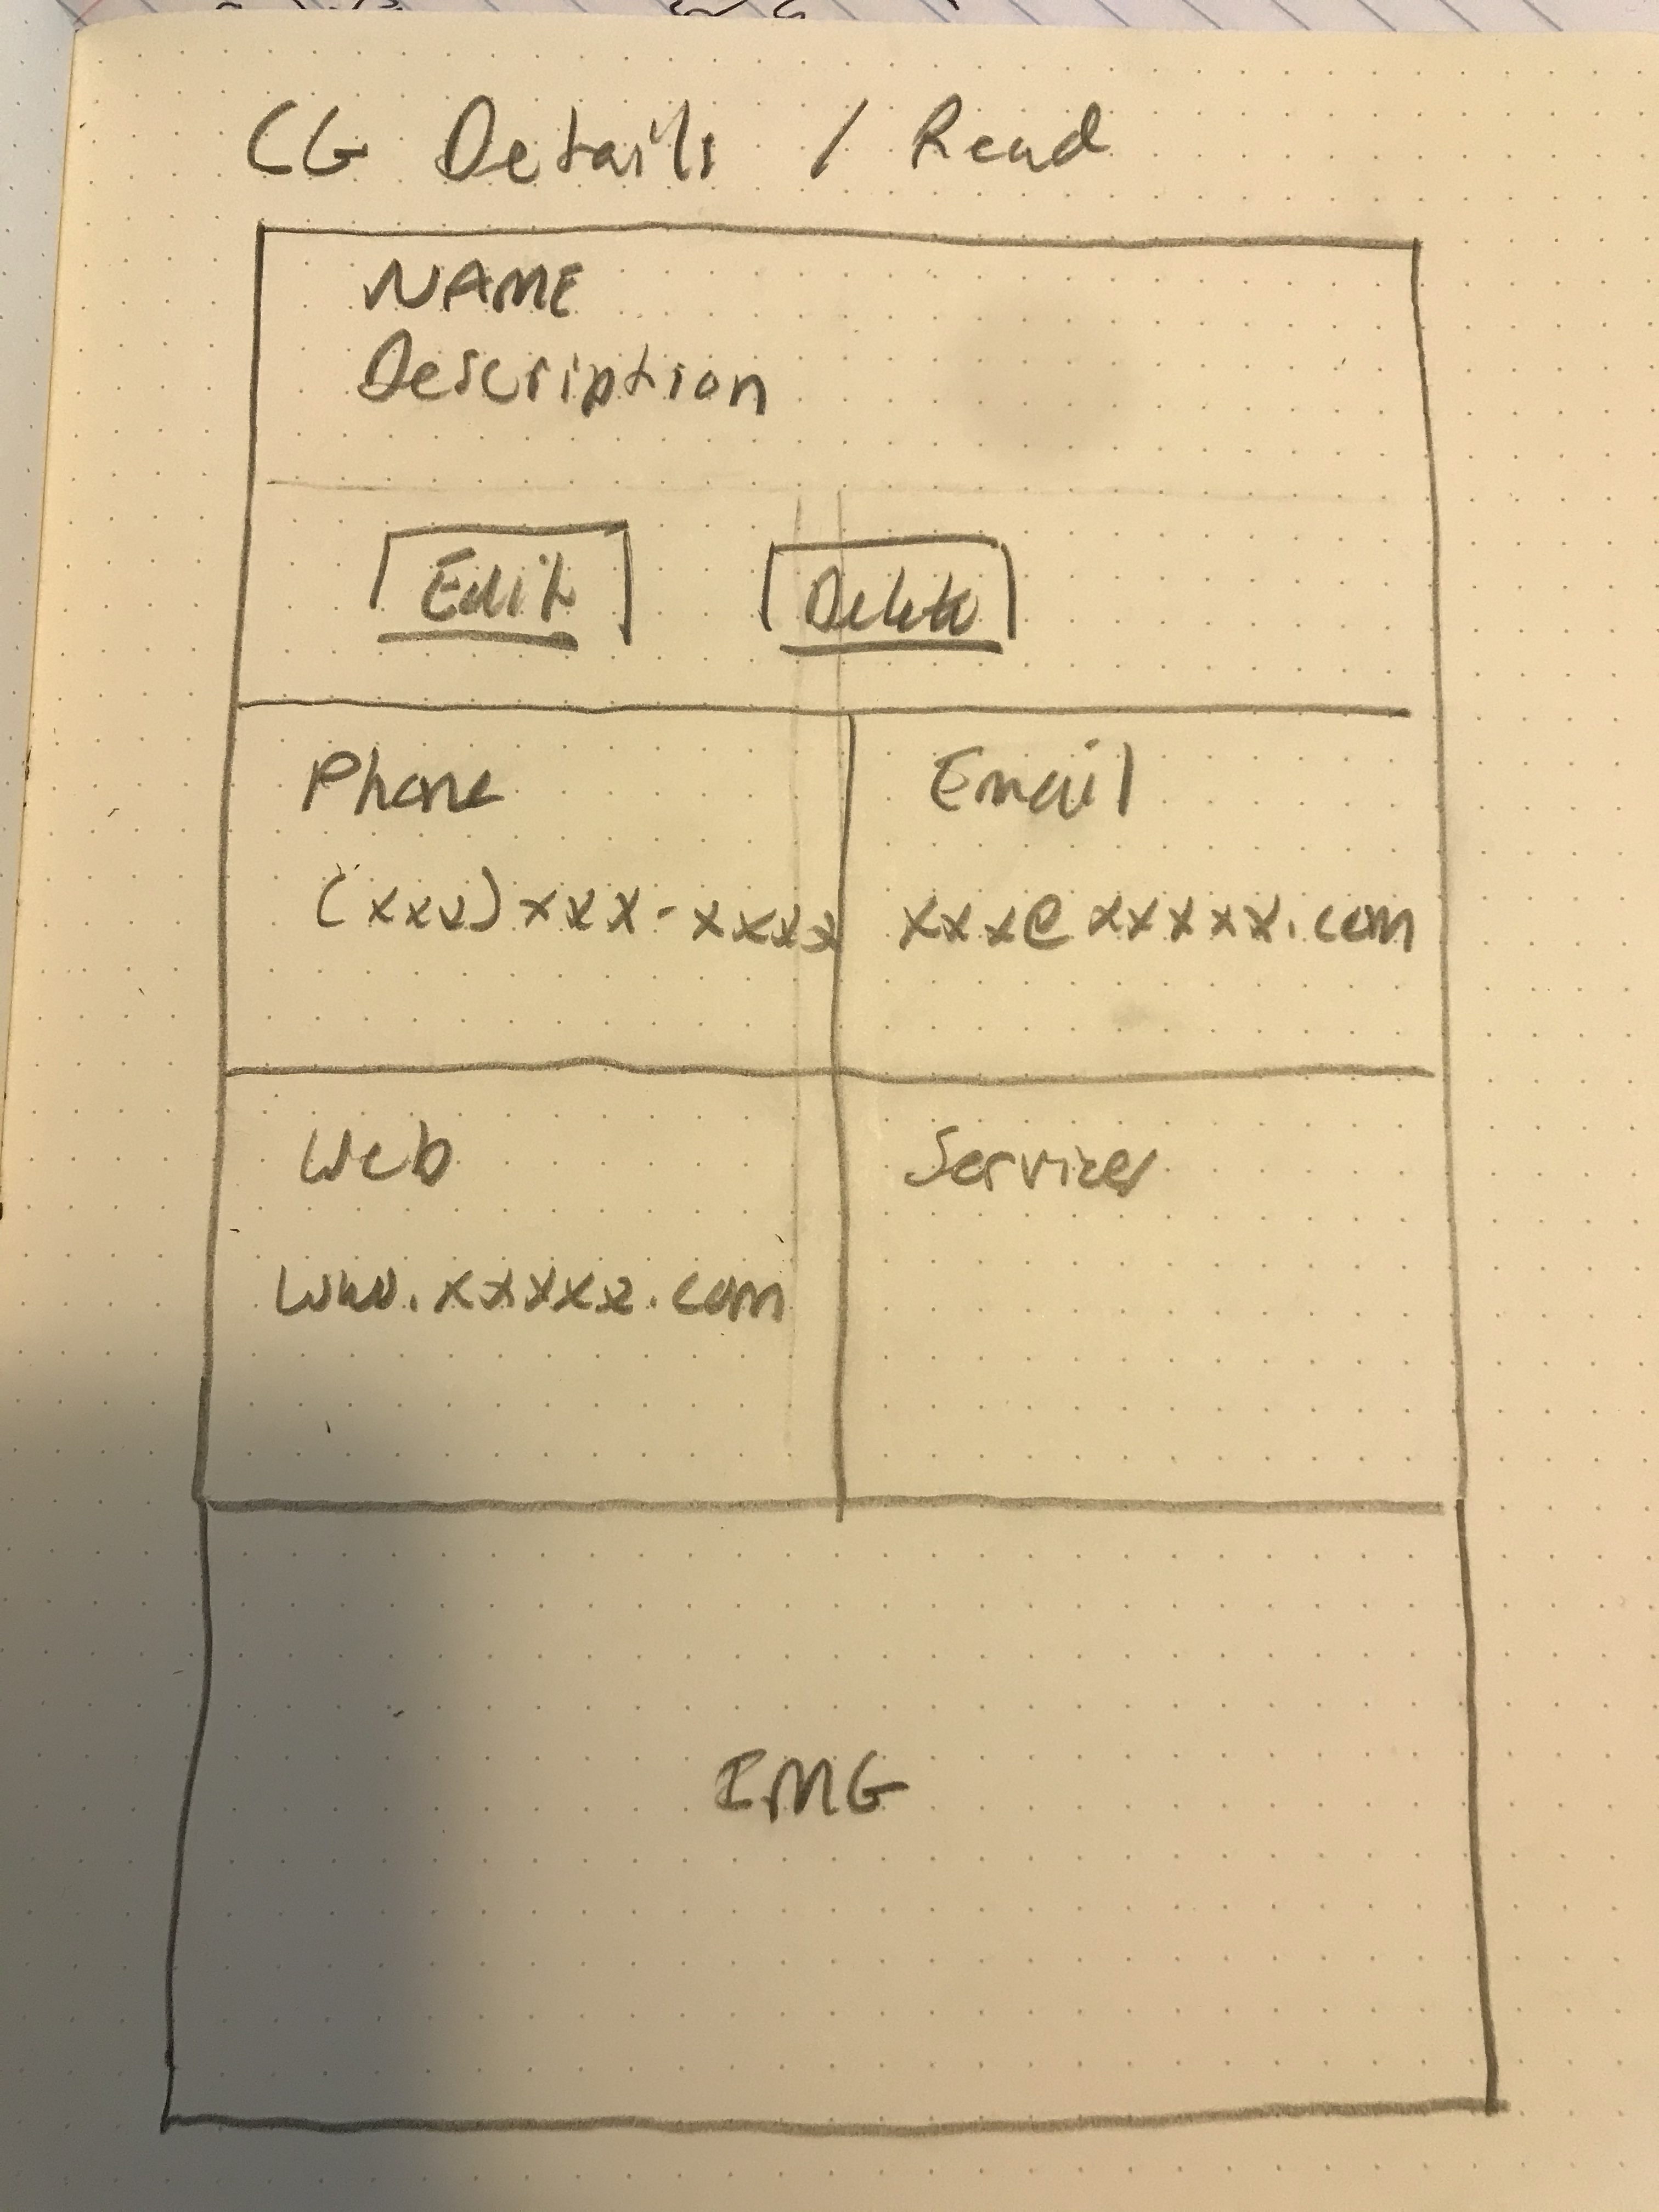 CG Details / Read
NAME
Description
Edit Delete
Phone Email
(xxx) xxx-xxxx xxx@xxxxx.com
Web Services
www.xxxxx.com
IMG